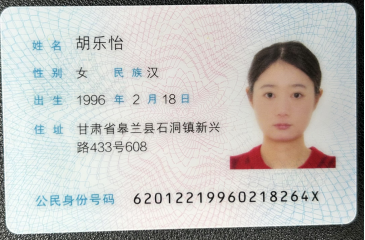 姓名 胡乐怡
性别 女 民族 汉
出生 1996 年 2 月 18 日
住址 甘肃省皋兰县石洞镇新兴
路433号608
公民身份号码 62012219960218264X